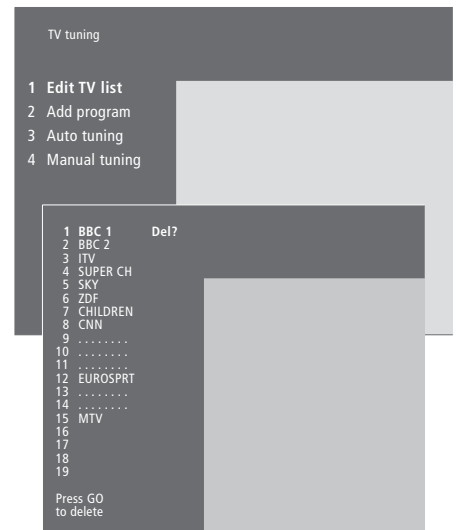 TV tuning
1 Edit TV list
2 Add program
3 Auto tuning
4 Manual tuning
1 BBC 1 Del?
2 BBC 2
3 ITV
4 SUPER CH
5 SKY
6 ZDF
7 CHILDREN
8 CNN
9 ........
10 ........
11 ........
12 EUROSPRT
13 ........
14 ........
15 MTV
16
17
18
19
Press GO
to delete